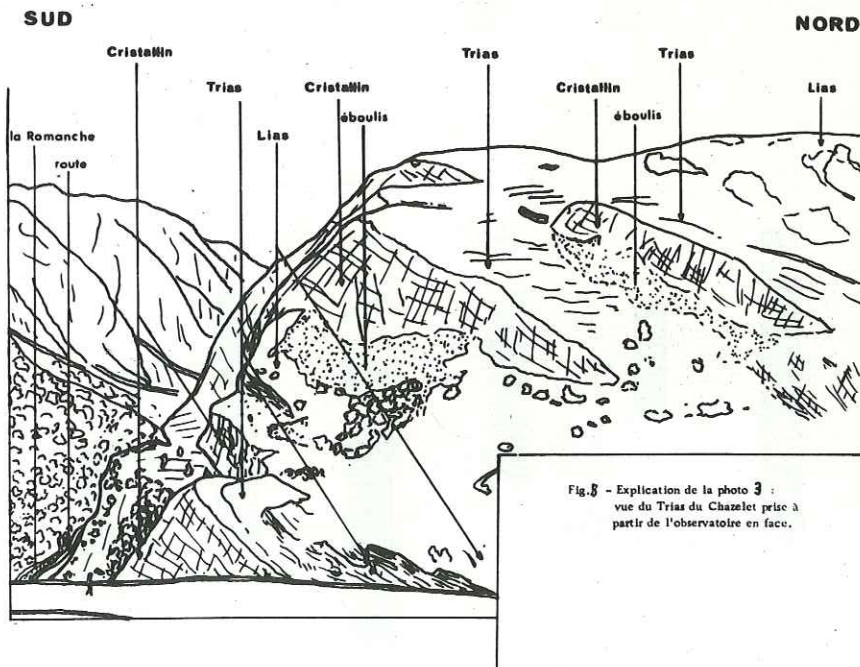 SUD
NORD
Cristallin
Trias
Trias
Trias
Cristallin
Cristallin
Lias
la Romanche
Lias
éboulis
éboulis
route
Fig.8 - Explication de la photo 3 :
vue du Trias du Chazelet prise à
partir de l'observatoire en face.